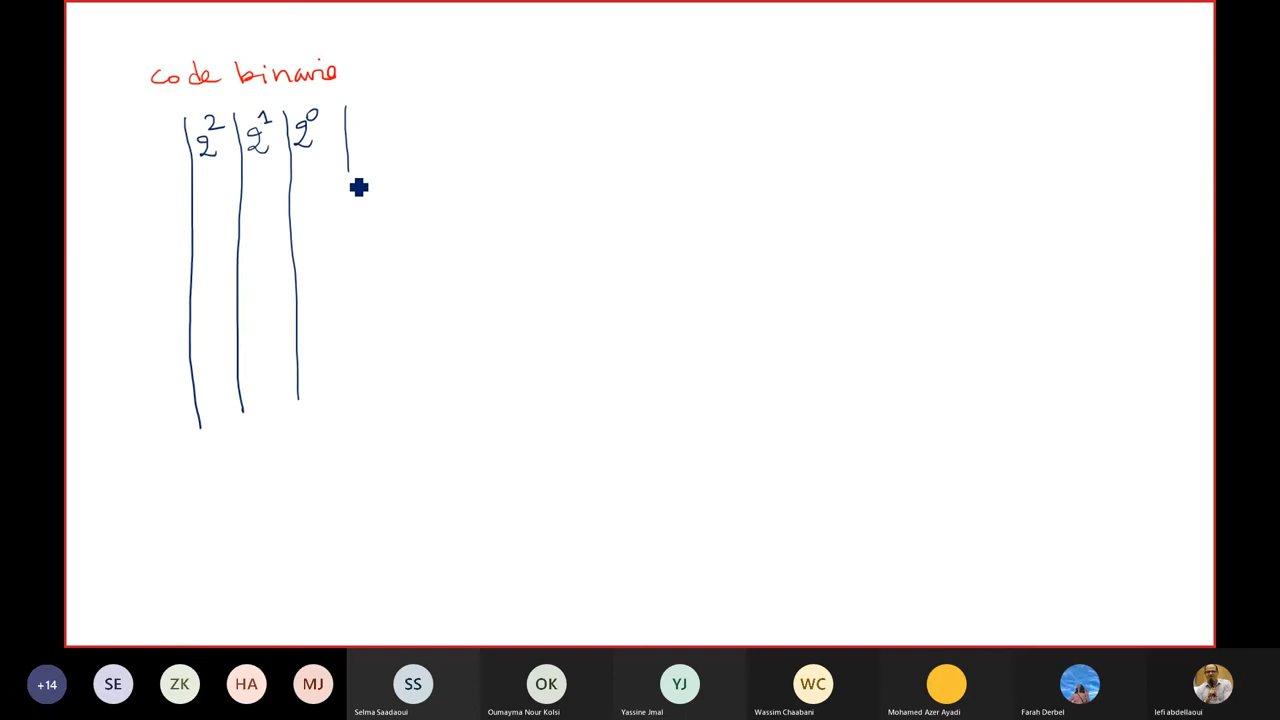 code binario
2² | 2¹ | 2⁰
+14 SE ZK HA MJ SS OK YJ WC
Selma Saadaoui Oumayma Nour Kolsi Yassine Jmal Wassim Chaabani Mohamed Azer Ayadi Farah Derbel lefi abdellaoui